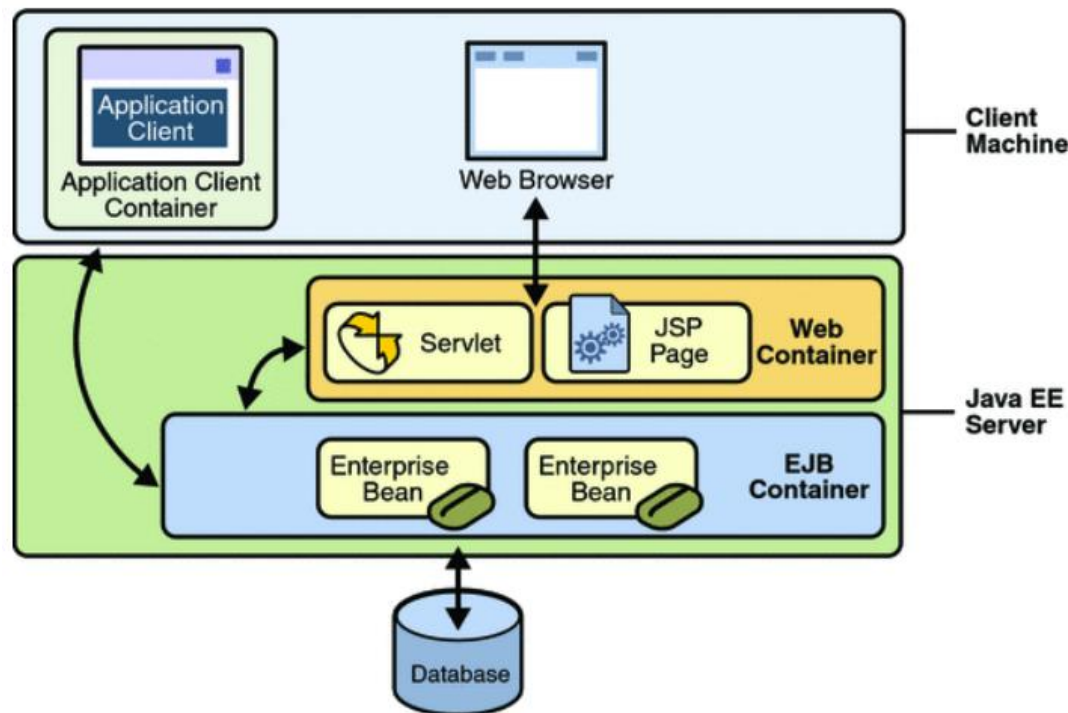 Application
Client
Application Client
Container
Web Browser
Client
Machine
Servlet
JSP
Page
Web
Container
Java EE
Server
Enterprise
Bean
Enterprise
Bean
EJB
Container
Database